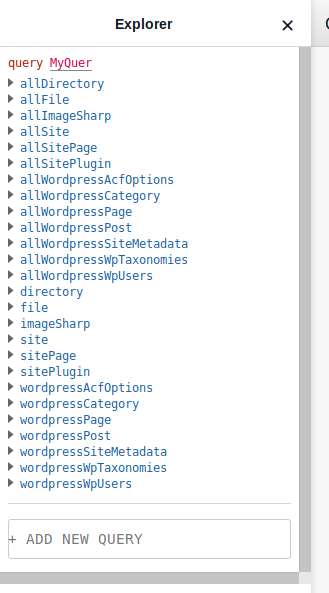 Explorer ×
query MyQuer
allDirectory
allFile
allImageSharp
allSite
allSitePage
allSitePlugin
allWordpressAcfOptions
allWordpressCategory
allWordpressPage
allWordpressPost
allWordpressSiteMetadata
allWordpressWpTaxonomies
allWordpressWpUsers
directory
file
imageSharp
site
sitePage
sitePlugin
wordpressAcfOptions
wordpressCategory
wordpressPage
wordpressPost
wordpressSiteMetadata
wordpressWpTaxonomies
wordpressWpUsers
+ ADD NEW QUERY